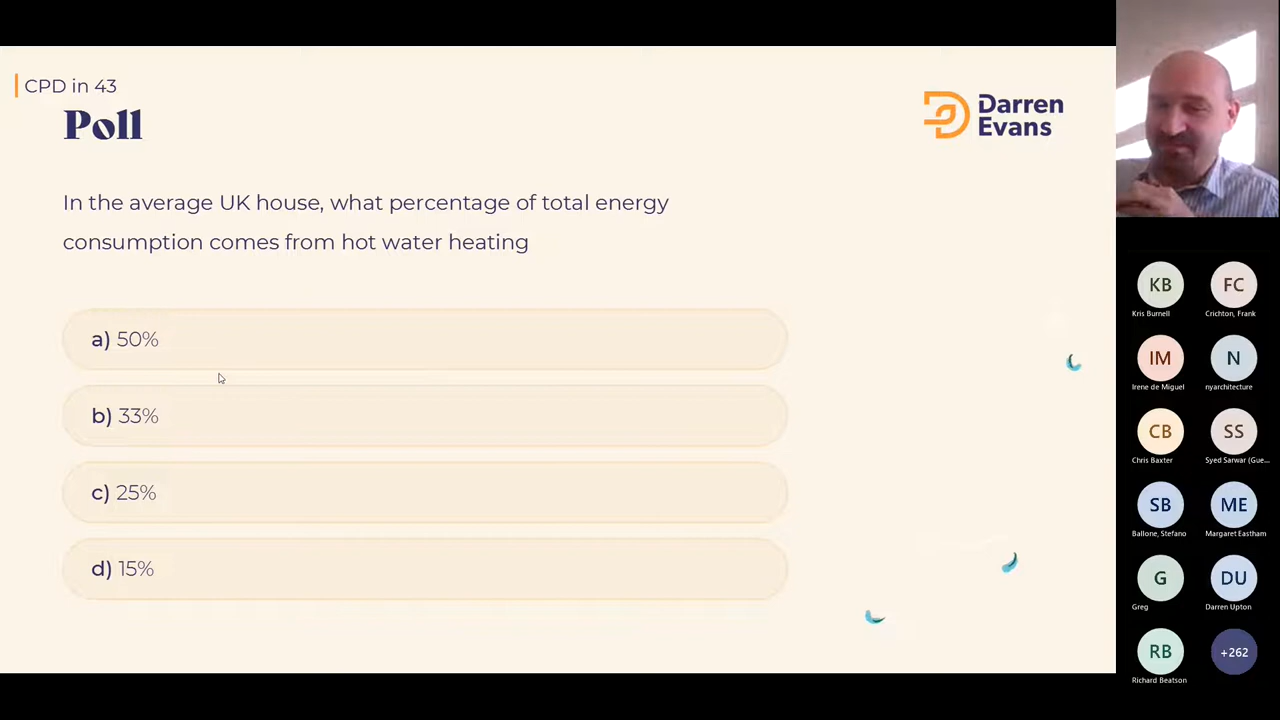 CPD in 43
Poll
Darren
Evans
In the average UK house, what percentage of total energy
consumption comes from hot water heating
a) 50%
b) 33%
c) 25%
d) 15%
KB
Kris Burnell
FC
Crichton, Frank
IM
Irene de Miguel
N
nyarchitecture
CB
Chris Baxter
SS
Syed Sarwar (Gue...
SB
Ballone, Stefano
ME
Margaret Eastham
G
Greg
DU
Darren Upton
RB
Richard Beatson
+262